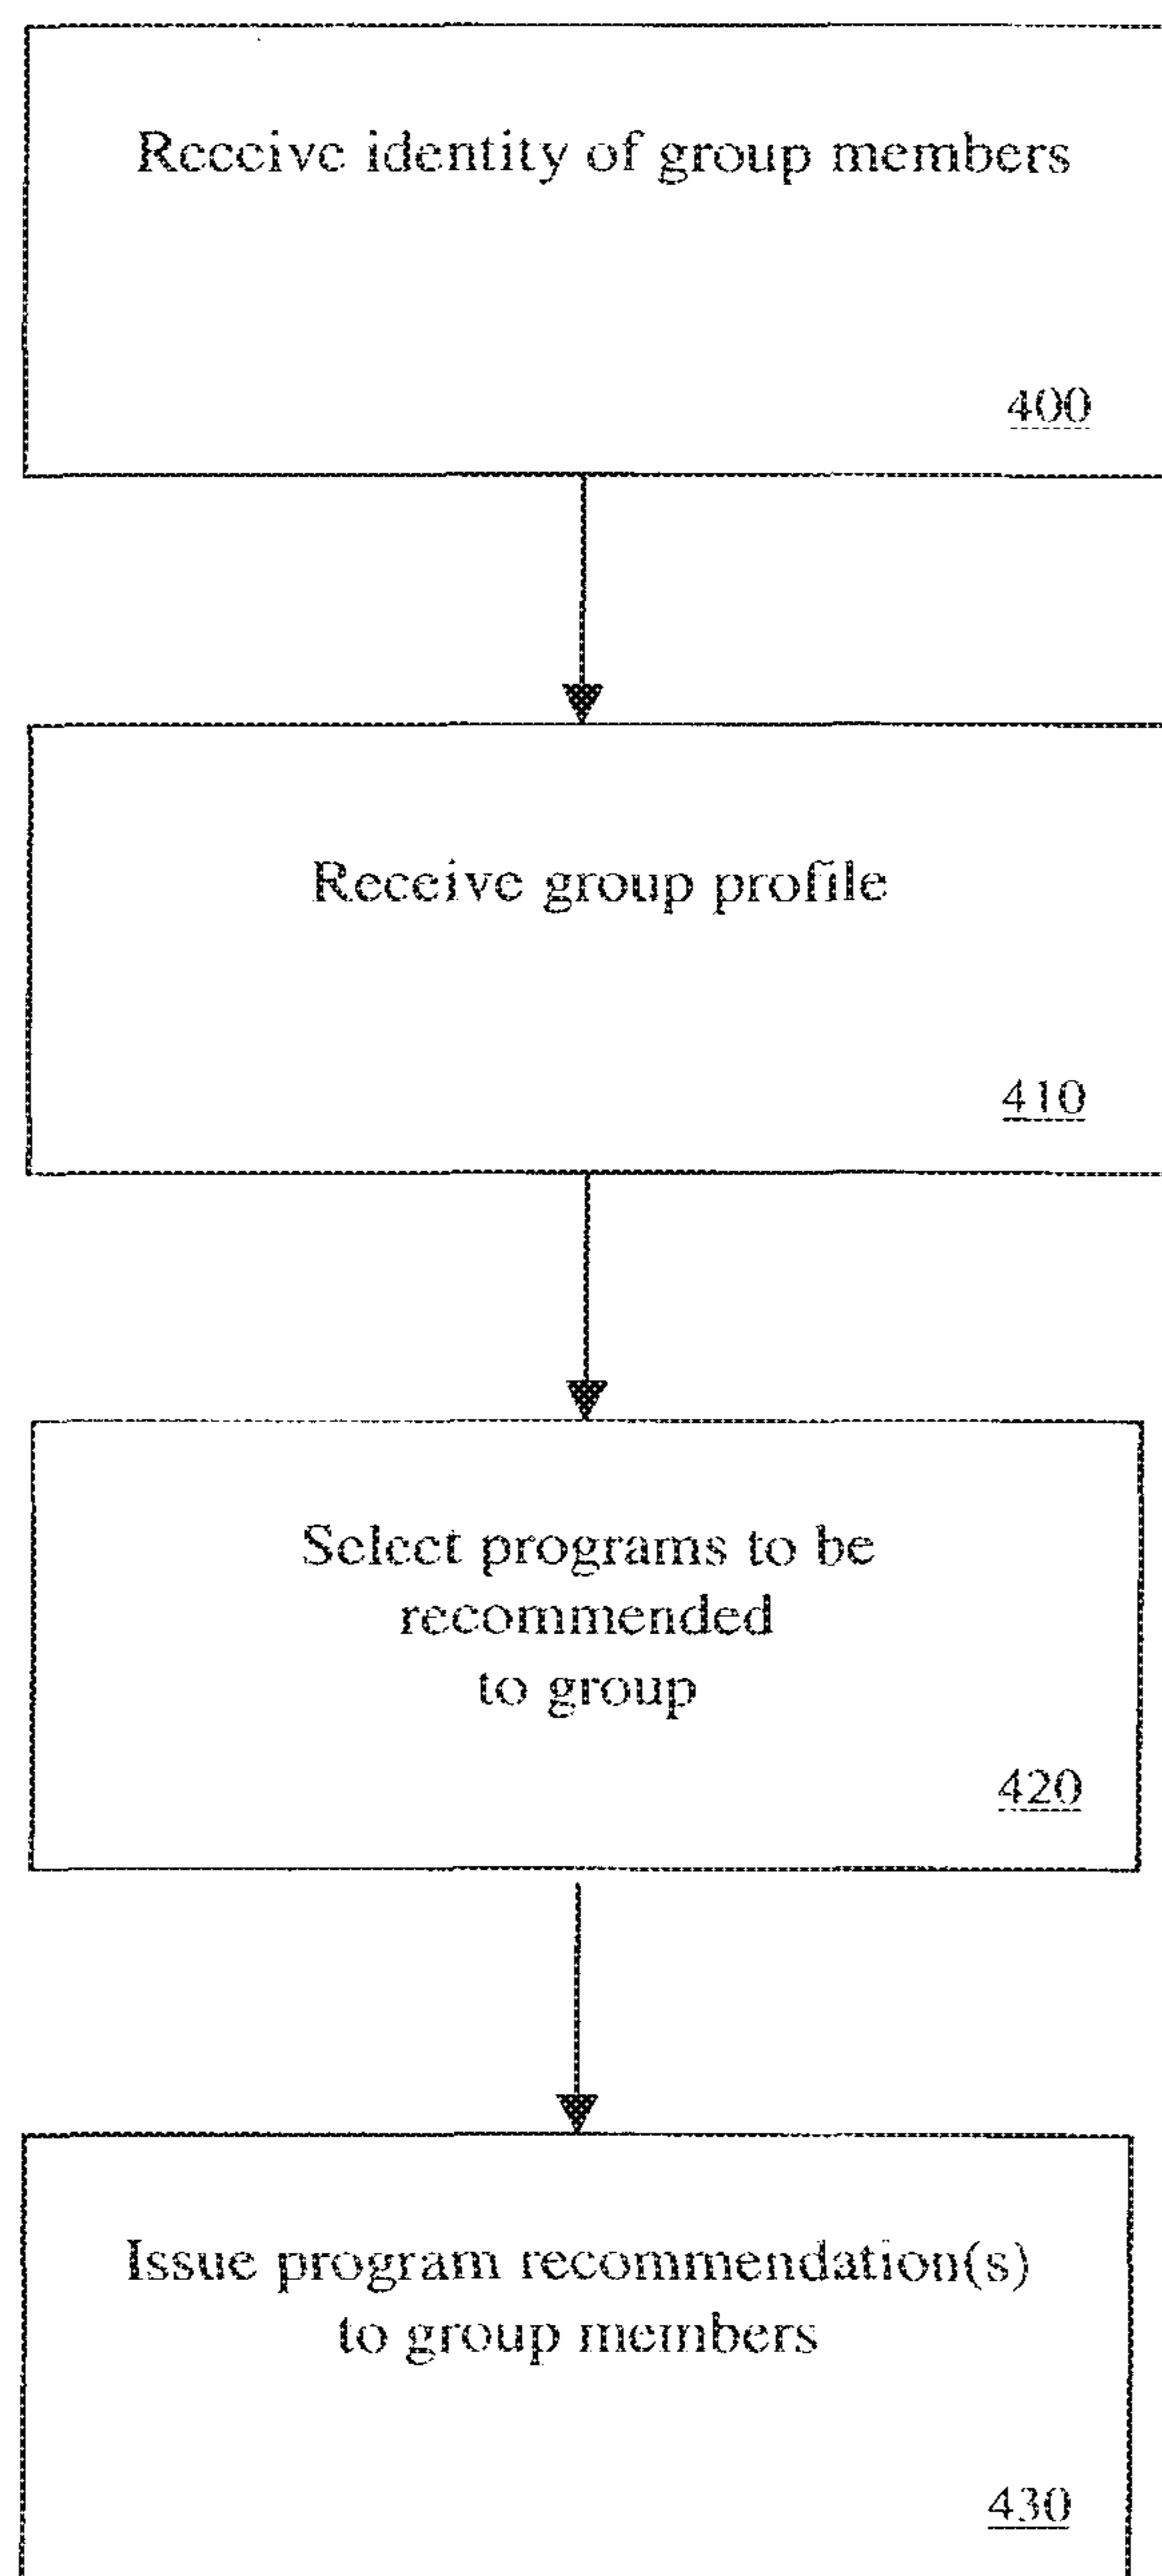 Receive identity of group members
400
Receive group profile
410
Select programs to be
recommended
to group
420
Issue program recommendation(s)
to group members
430